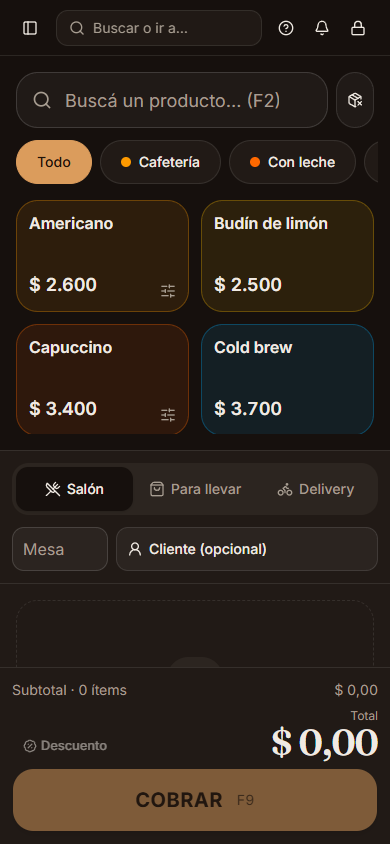 Buscar o ir a...
Buscá un producto... (F2)
Todo
Cafetería
Con leche
Americano
Budín de limón
$ 2.600
$ 2.500
Capuccino
Cold brew
$ 3.400
$ 3.700
Salón
Para llevar
Delivery
Mesa
Cliente (opcional)
Subtotal · 0 ítems
$ 0,00
Total
Descuento
$ 0,00
COBRAR F9